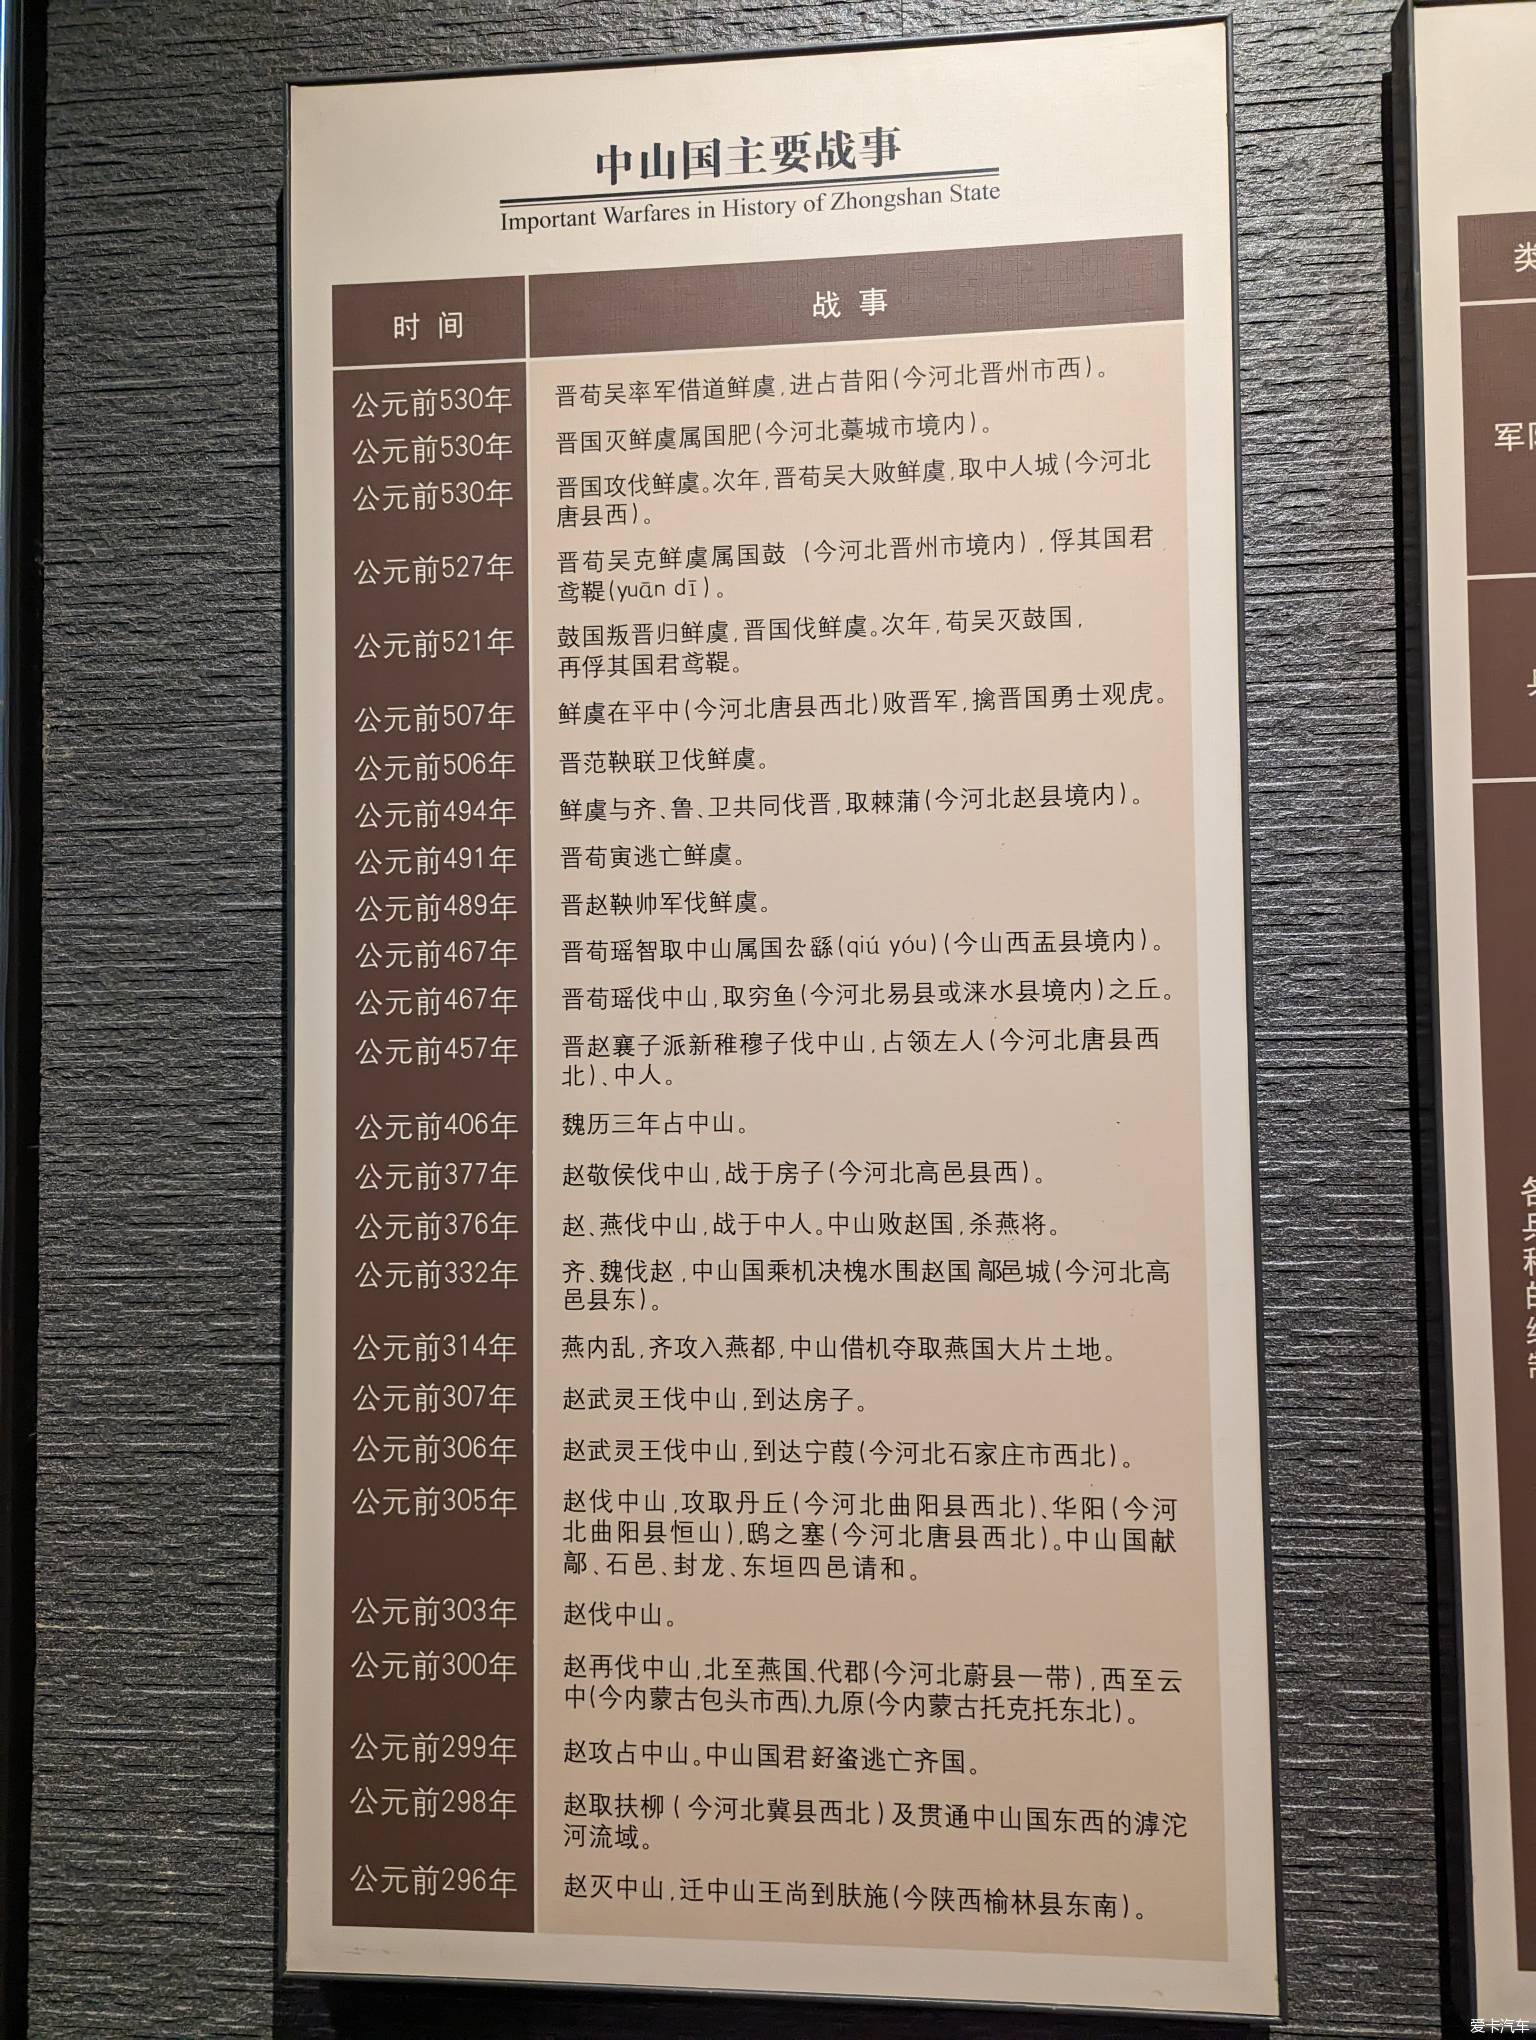 中山国主要战事
Important Warfares in History of Zhongshan State
时间 战事
公元前530年 晋荀吴率军借道鲜虞,进占昔阳(今河北晋州市西)。
公元前530年 晋国灭鲜虞属国肥(今河北藁城市境内)。
公元前530年 晋国攻伐鲜虞。次年,晋荀吴大败鲜虞,取中人城(今河北
唐县西)。
公元前527年 晋荀吴克鲜虞属国鼓(今河北晋州市境内),俘其国君
鸢鞮(yuān dī)。
公元前521年 鼓国叛晋归鲜虞,晋国伐鲜虞。次年,荀吴灭鼓国,
再俘其国君鸢鞮。
公元前507年 鲜虞在平中(今河北唐县西北)败晋军,擒晋国勇士观虎。
公元前506年 晋范鞅联卫伐鲜虞。
公元前494年 鲜虞与齐、鲁、卫共同伐晋,取棘蒲(今河北赵县境内)。
公元前491年 晋荀寅逃亡鲜虞。
公元前489年 晋赵鞅帅军伐鲜虞。
公元前467年 晋荀瑶智取中山属国厹繇(qiú yóu)(今山西盂县境内)。
公元前467年 晋荀瑶伐中山,取穷鱼(今河北易县或涞水县境内)之丘。
公元前457年 晋赵襄子派新稚穆子伐中山,占领左人(今河北唐县西
北)、中人。
公元前406年 魏历三年占中山。
公元前377年 赵敬侯伐中山,战于房子(今河北高邑县西)。
公元前376年 赵、燕伐中山,战于中人。中山败赵国,杀燕将。
公元前332年 齐、魏伐赵,中山国乘机决槐水围赵国鄗邑城(今河北高
邑县东)。
公元前314年 燕内乱,齐攻入燕都,中山借机夺取燕国大片土地。
公元前307年 赵武灵王伐中山,到达房子。
公元前306年 赵武灵王伐中山,到达宁葭(今河北石家庄市西北)。
公元前305年 赵伐中山,攻取丹丘(今河北曲阳县西北)、华阳(今河
北曲阳县恒山),鸱之塞(今河北唐县西北)。中山国献
鄗、石邑、封龙、东垣四邑请和。
公元前303年 赵伐中山。
公元前300年 赵再伐中山,北至燕国、代郡(今河北蔚县一带),西至云
中(今内蒙古包头市西)、九原(今内蒙古托克托东北)。
公元前299年 赵攻占中山。中山国君𧊒蚉逃亡齐国。
公元前298年 赵取扶柳(今河北冀县西北)及贯通中山国东西的滹沱
河流域。
公元前296年 赵灭中山,迁中山王尚到肤施(今陕西榆林县东南)。
类
军阵
各兵种的编制
爱卡汽车